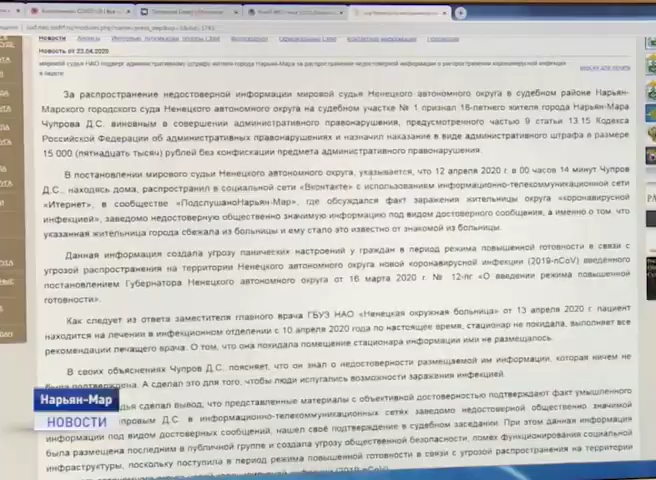 Новость от 22.04.2020
За распространение недостоверной информации мировой судья Ненецкого автономного округа в судебном районе Нарьян-
Марского городского суда Ненецкого автономного округа на судебном участке № 1 признал 18-летнего жителя города Нарьян-Мара
Чупрова Д.С. виновным в совершении административного правонарушения, предусмотренного частью 9 статьи 13.15 Кодекса
Российской Федерации об административных правонарушениях и назначил наказание в виде административного штрафа в размере
15 000 (пятнадцать тысяч) рублей без конфискации предмета административного правонарушения.
В постановлении мирового судьи Ненецкого автономного округа, указывается, что 12 апреля 2020 г. в 00 часов 14 минут Чупров
Д.С., находясь дома, распространил в социальной сети «Вконтакте» с использованием информационно-телекоммуникационной сети
«Итернет», в сообществе «ПодслушаноНарьян-Мар», где обсуждался факт заражения жительницы округа «коронавирусной
инфекцией», заведомо недостоверную общественно значимую информацию под видом достоверного сообщения, а именно о том, что
указанная жительница города сбежала из больницы и ему стало это известно от знакомой из больницы.
Данная информация создала угрозу панических настроений у граждан в период режима повышенной готовности в связи с
угрозой распространения на территории Ненецкого автономного округа новой коронавирусной инфекции (2019-nCoV) введенного
постановлением Губернатора Ненецкого автономного округа от 16 марта 2020 г. № 12-пг «О введении режима повышенной
готовности».
Как следует из ответа заместителя главного врача ГБУЗ НАО «Ненецкая окружная больница» от 13 апреля 2020 г. пациент
находится на лечении в инфекционном отделении с 10 апреля 2020 года по настоящее время, стационар не покидала, выполняет все
рекомендации лечащего врача. О том, что она покидала помещение стационара информации ими не размещалось.
В своих объяснениях Чупров Д.С. поясняет, что он знал о недостоверности размещаемой им информации, которая ничем не
была подтверждена. А сделал это для того, чтобы люди испугались возможности заражения инфекцией.
судья сделал вывод, что представленные материалы с объективной достоверностью подтверждают факт умышленного
Д.С. в информационно-телекоммуникационных сетях заведомо недостоверной общественно значимой
информации под видом достоверных сообщений, нашел своё подтверждение в судебном заседании. При этом данная информация
была размещена последним в публичной группе и создала угрозу общественной безопасности, помех функционирования социальной
инфраструктуры, поскольку поступила в период режима повышенной готовности в связи с угрозой распространения на территории
Нарьян-Мар
НОВОСТИ